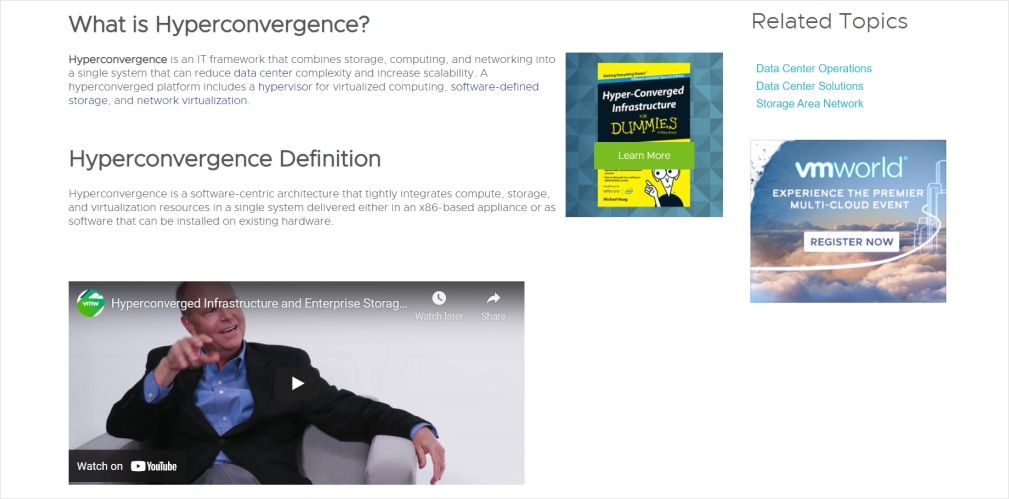 What is Hyperconvergence?
Hyperconvergence is an IT framework that combines storage, computing, and networking into
a single system that can reduce data center complexity and increase scalability. A
hyperconverged platform includes a hypervisor for virtualized computing, software-defined
storage, and network virtualization.
Hyperconvergence Definition
Hyperconvergence is a software-centric architecture that tightly integrates compute, storage,
and virtualization resources in a single system delivered either in an x86-based appliance or as
software that can be installed on existing hardware.
Making Everything Easier!
Hyper-Converged
Infrastructure
FOR
DUMMIES
Learn More
Michael Haag
vmw
Hyperconverged Infrastructure and Enterprise Storag...
Watch later
Share
Watch on YouTube
Related Topics
Data Center Operations
Data Center Solutions
Storage Area Network
vmworld
EXPERIENCE THE PREMIER
MULTI-CLOUD EVENT
REGISTER NOW